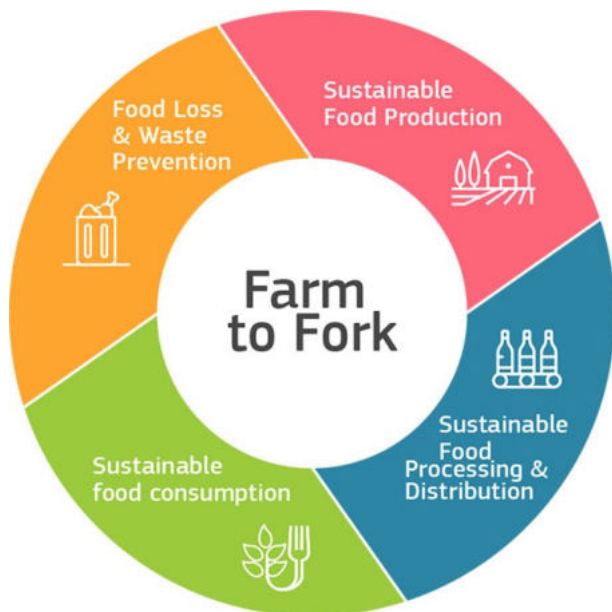 Food Loss
& Waste
Prevention
Sustainable
Food Production
Farm
to Fork
Sustainable
Food
Processing &
Distribution
Sustainable
food consumption